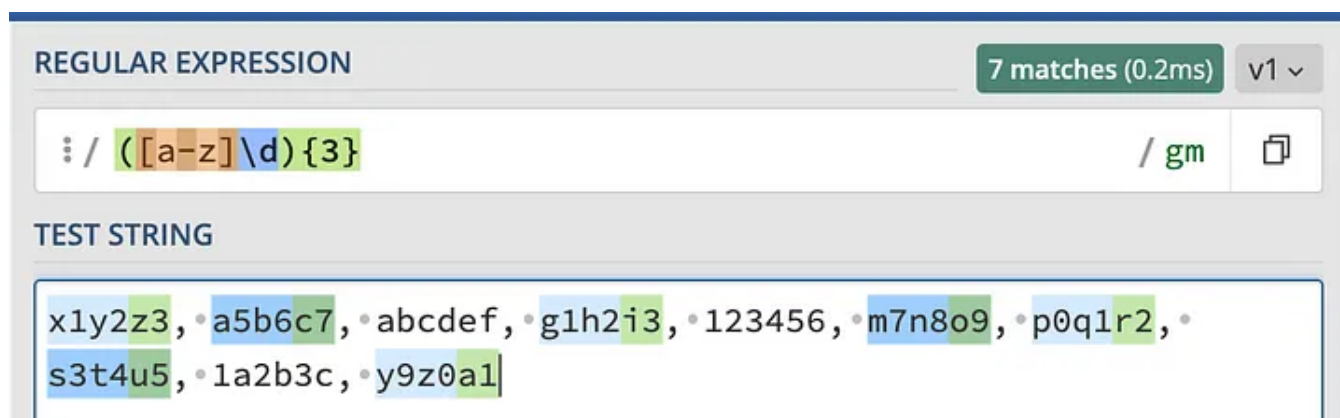 REGULAR EXPRESSION
7 matches (0.2ms)
v1
/ ([a-z]\d){3}
/ gm
TEST STRING
x1y2z3, a5b6c7, abcdef, g1h2i3, 123456, m7n8o9, p0q1r2,
s3t4u5, 1a2b3c, y9z0a1